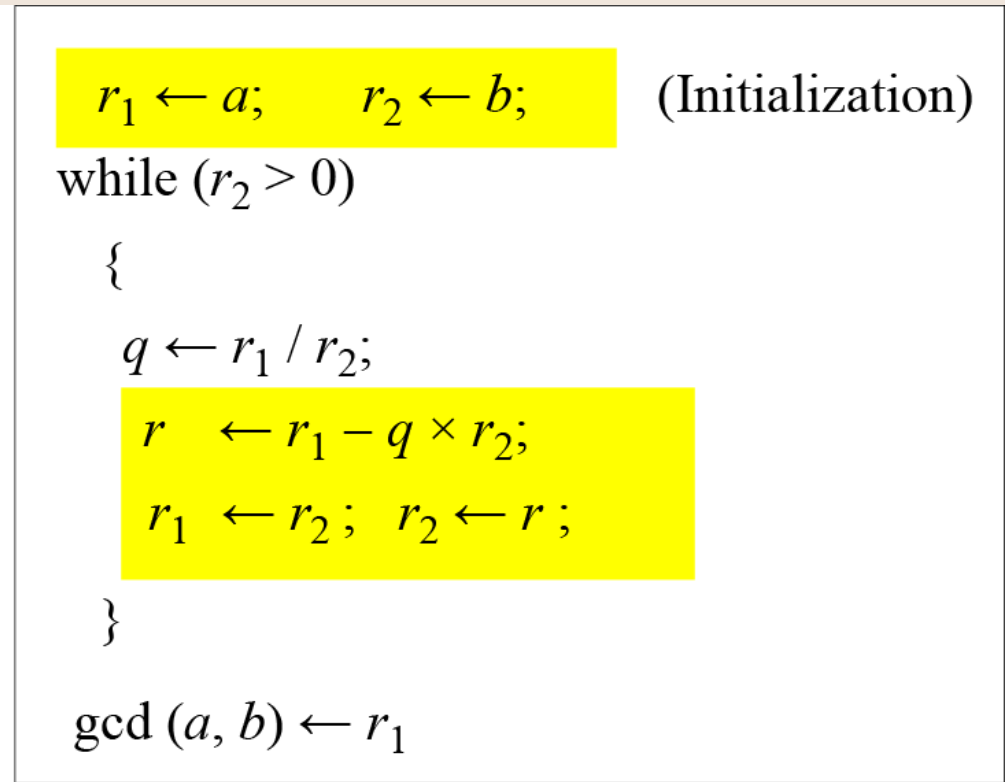 r₁ ← a; r₂ ← b; (Initialization)
while (r₂ > 0)
{
q ← r₁ / r₂;
r ← r₁ – q × r₂;
r₁ ← r₂ ; r₂ ← r ;
}
gcd (a, b) ← r₁